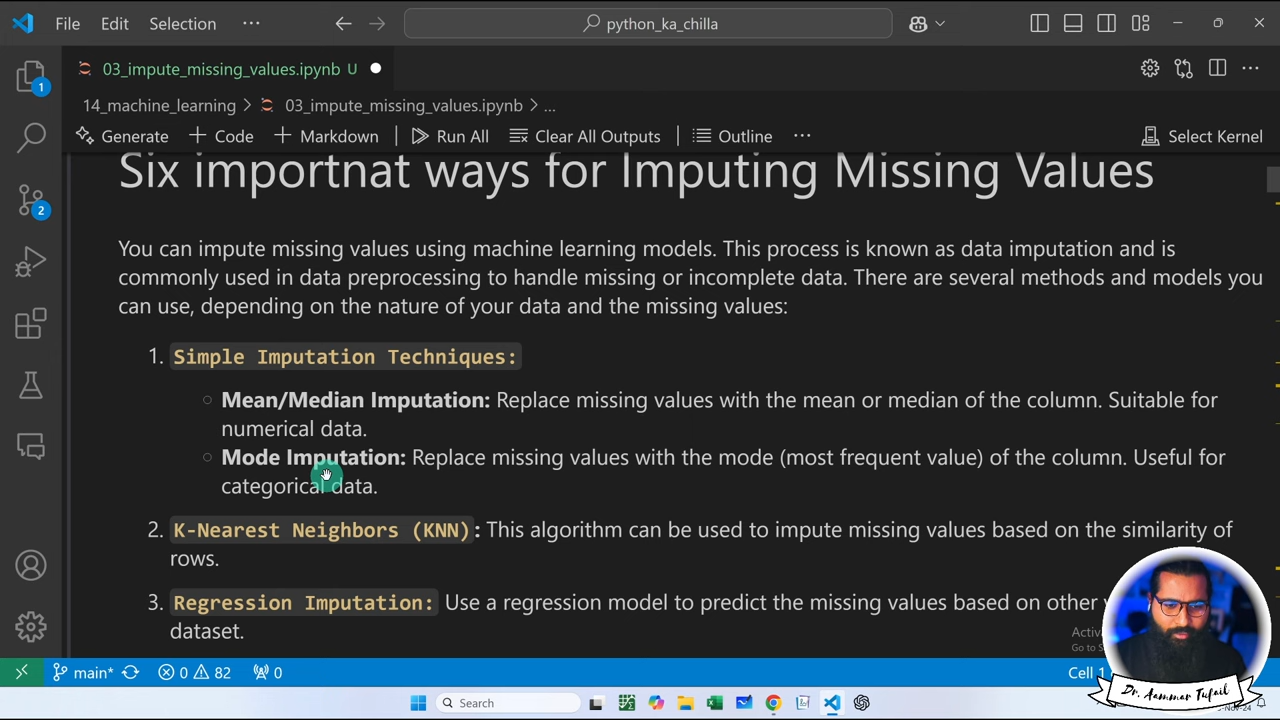 File Edit Selection ··· python_ka_chilla
03_impute_missing_values.ipynb U
14_machine_learning > 03_impute_missing_values.ipynb > ...
Generate + Code + Markdown Run All Clear All Outputs Outline ··· Select Kernel
1
2
Six importnat ways for Imputing Missing Values
You can impute missing values using machine learning models. This process is known as data imputation and is
commonly used in data preprocessing to handle missing or incomplete data. There are several methods and models you
can use, depending on the nature of your data and the missing values:
1. Simple Imputation Techniques:
Mean/Median Imputation: Replace missing values with the mean or median of the column. Suitable for
numerical data.
Mode Imputation: Replace missing values with the mode (most frequent value) of the column. Useful for
categorical data.
2. K-Nearest Neighbors (KNN): This algorithm can be used to impute missing values based on the similarity of
rows.
3. Regression Imputation: Use a regression model to predict the missing values based on other
dataset.
main* 0 82 0 Cell
Search
Dr. Aammar Tufail